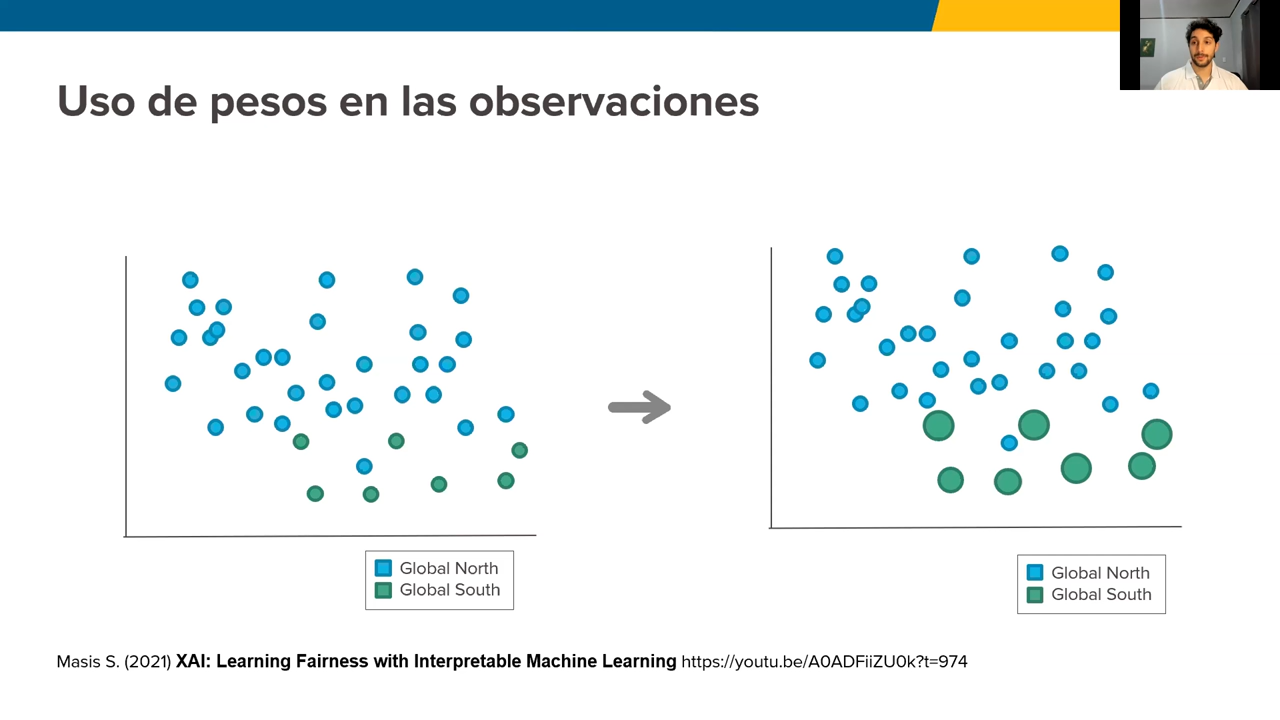 Uso de pesos en las observaciones
Global North
Global South
Global North
Global South
Masis S. (2021) XAI: Learning Fairness with Interpretable Machine Learning https://youtu.be/A0ADFiiZU0k?t=974